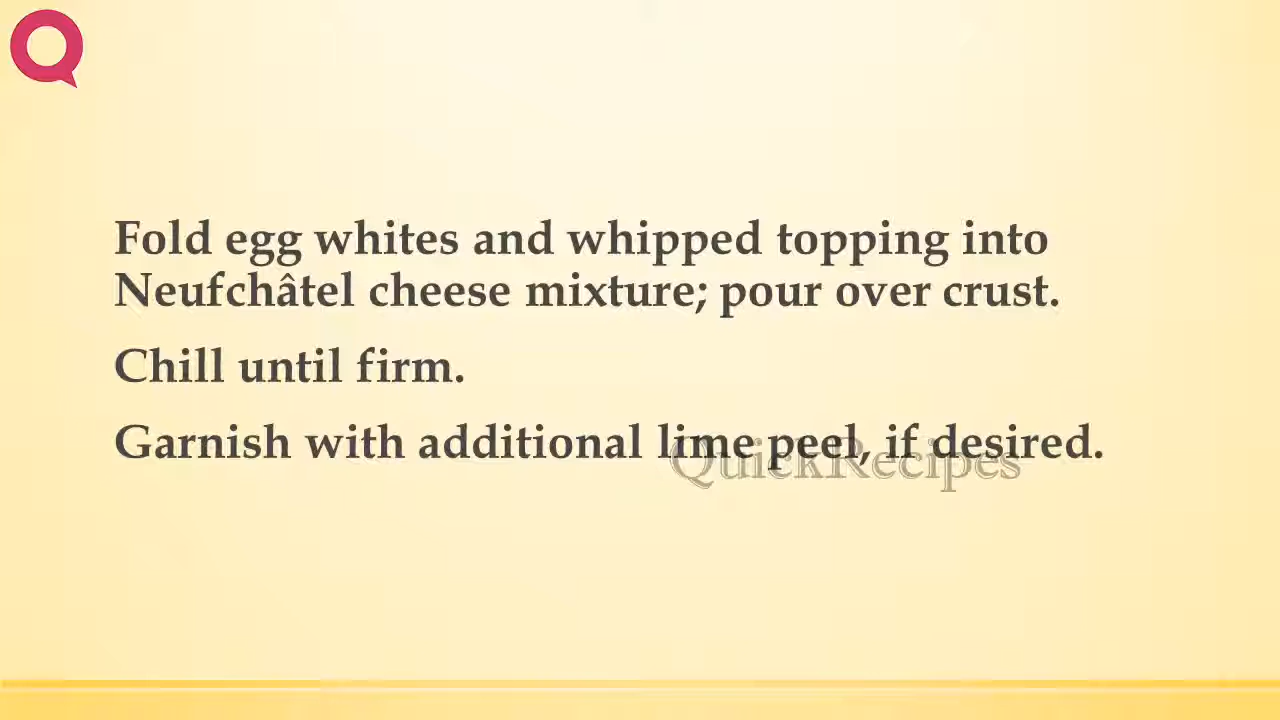 Fold egg whites and whipped topping into
Neufchâtel cheese mixture; pour over crust.
Chill until firm.
Garnish with additional lime peel, if desired.
QuickRecipes